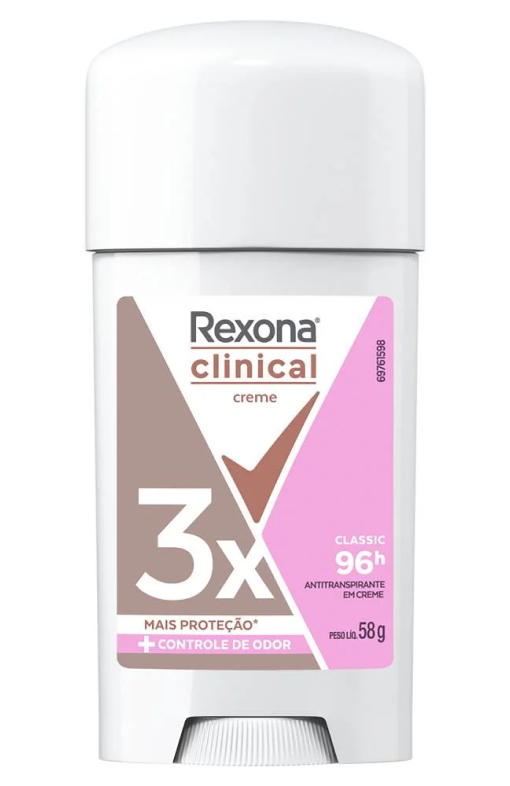 Rexona®
clinical
creme
69761598
3x
CLASSIC
96h
ANTITRANSPIRANTE
EM CREME
MAIS PROTEÇÃO*
+ CONTROLE DE ODOR
PESO LÍQ. 58g